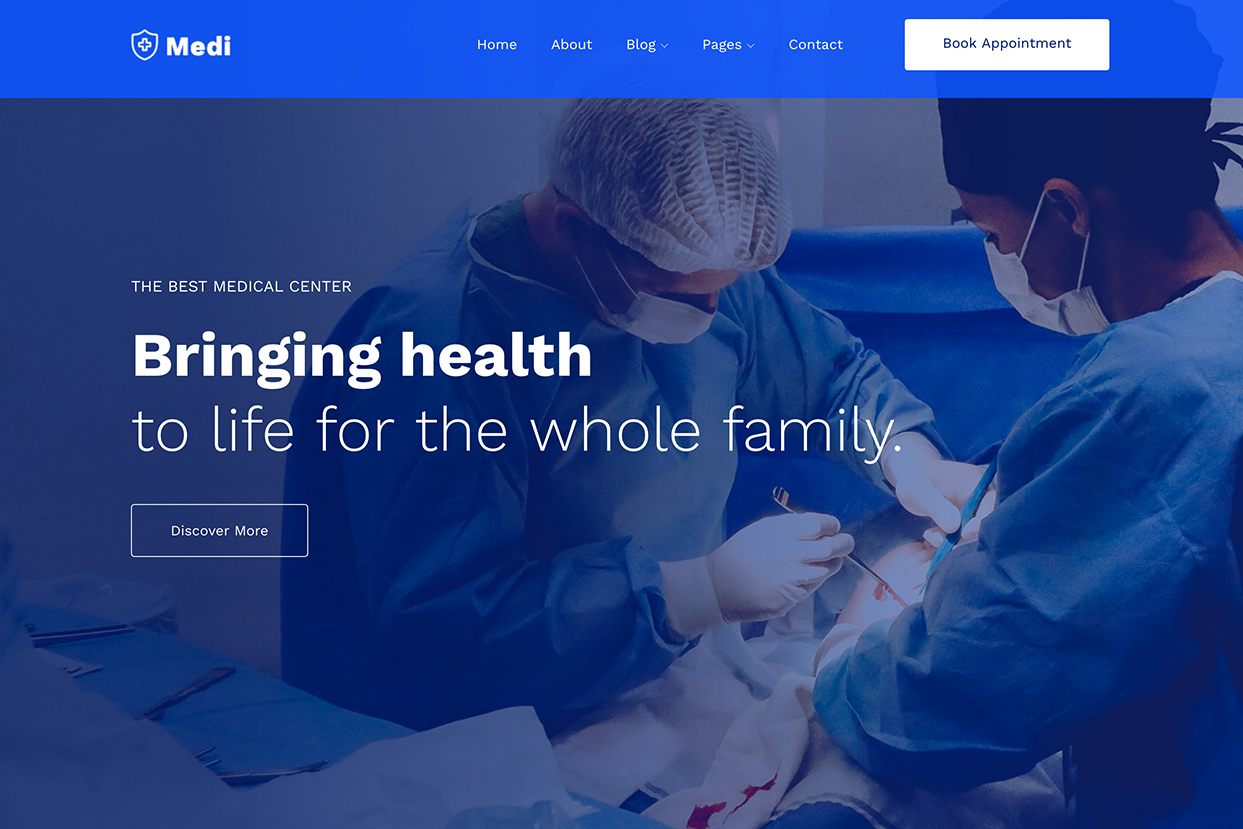 Medi
Home About Blog Pages Contact
Book Appointment
THE BEST MEDICAL CENTER
Bringing health
to life for the whole family.
Discover More